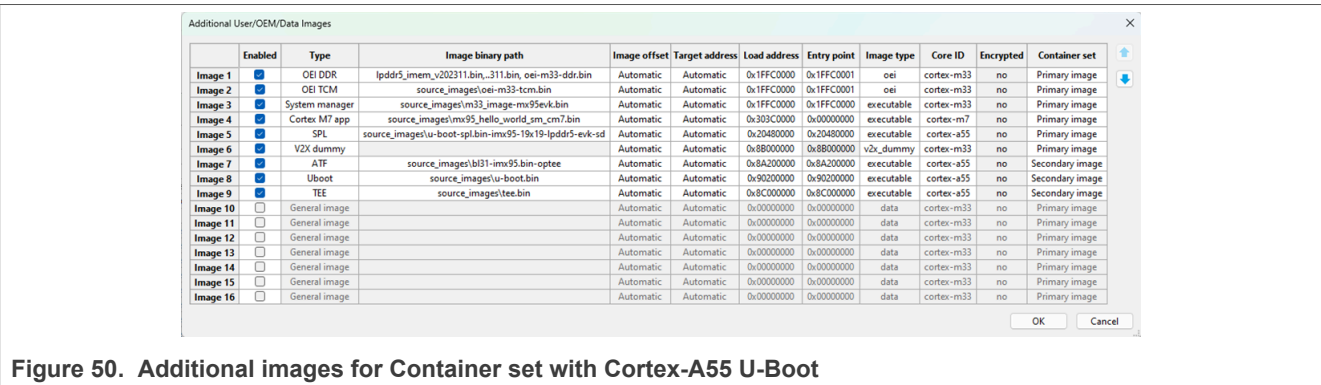 Additional User/OEM/Data Images
Enabled Type Image binary path Image offset Target address Load address Entry point Image type Core ID Encrypted Container set
Image 1 OEI DDR lpddr5_imem_v202311.bin,..311.bin, oei-m33-ddr.bin Automatic Automatic 0x1FFC0000 0x1FFC0001 oei cortex-m33 no Primary image
Image 2 OEI TCM source_images\oei-m33-tcm.bin Automatic Automatic 0x1FFC0000 0x1FFC0001 oei cortex-m33 no Primary image
Image 3 System manager source_images\m33_image-mx95evk.bin Automatic Automatic 0x1FFC0000 0x1FFC0000 executable cortex-m33 no Primary image
Image 4 Cortex M7 app source_images\mx95_hello_world_sm_cm7.bin Automatic Automatic 0x303C0000 0x00000000 executable cortex-m7 no Primary image
Image 5 SPL source_images\u-boot-spl.bin-imx95-19x19-lpddr5-evk-sd Automatic Automatic 0x20480000 0x20480000 executable cortex-a55 no Primary image
Image 6 V2X dummy Automatic Automatic 0x8B000000 0x8B000000 v2x_dummy cortex-m33 no Primary image
Image 7 ATF source_images\bl31-imx95.bin-optee Automatic Automatic 0x8A200000 0x8A200000 executable cortex-a55 no Secondary image
Image 8 Uboot source_images\u-boot.bin Automatic Automatic 0x90200000 0x90200000 executable cortex-a55 no Secondary image
Image 9 TEE source_images\tee.bin Automatic Automatic 0x8C000000 0x8C000000 executable cortex-a55 no Secondary image
Image 10 General image Automatic Automatic 0x00000000 0x00000000 data cortex-m33 no Primary image
Image 11 General image Automatic Automatic 0x00000000 0x00000000 data cortex-m33 no Primary image
Image 12 General image Automatic Automatic 0x00000000 0x00000000 data cortex-m33 no Primary image
Image 13 General image Automatic Automatic 0x00000000 0x00000000 data cortex-m33 no Primary image
Image 14 General image Automatic Automatic 0x00000000 0x00000000 data cortex-m33 no Primary image
Image 15 General image Automatic Automatic 0x00000000 0x00000000 data cortex-m33 no Primary image
Image 16 General image Automatic Automatic 0x00000000 0x00000000 data cortex-m33 no Primary image
OK Cancel
Figure 50. Additional images for Container set with Cortex-A55 U-Boot